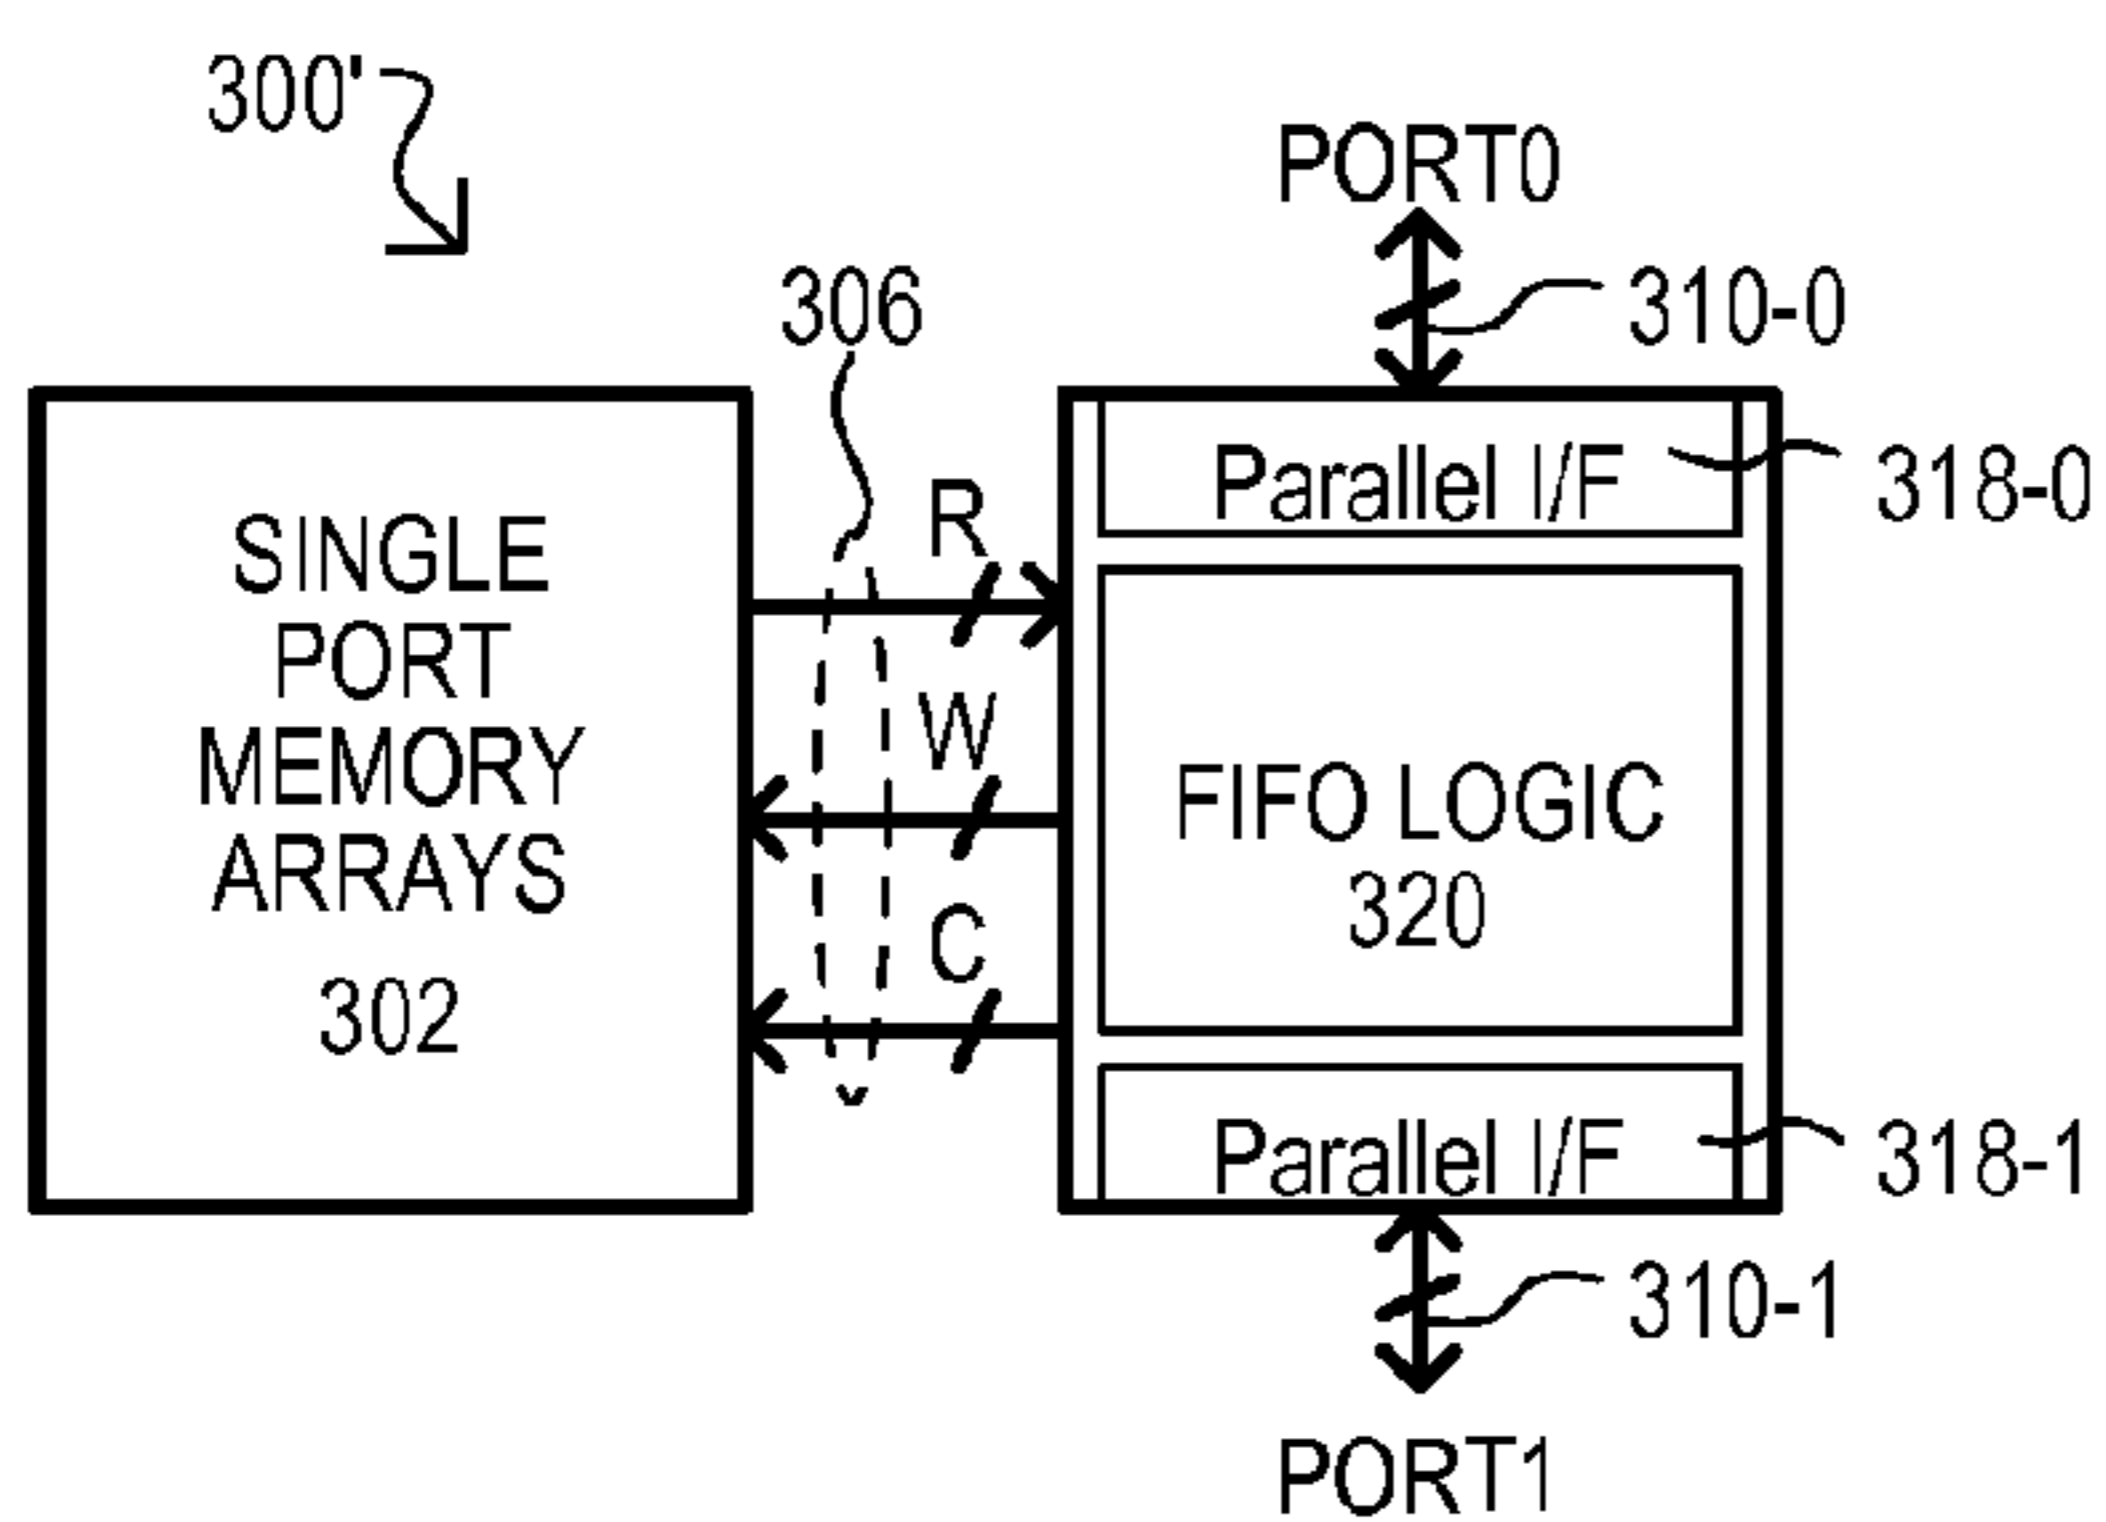 300'
PORT0
310-0
306
Parallel I/F
318-0
R
SINGLE
PORT
MEMORY
ARRAYS
302
W
FIFO LOGIC
320
C
Parallel I/F
318-1
310-1
PORT1